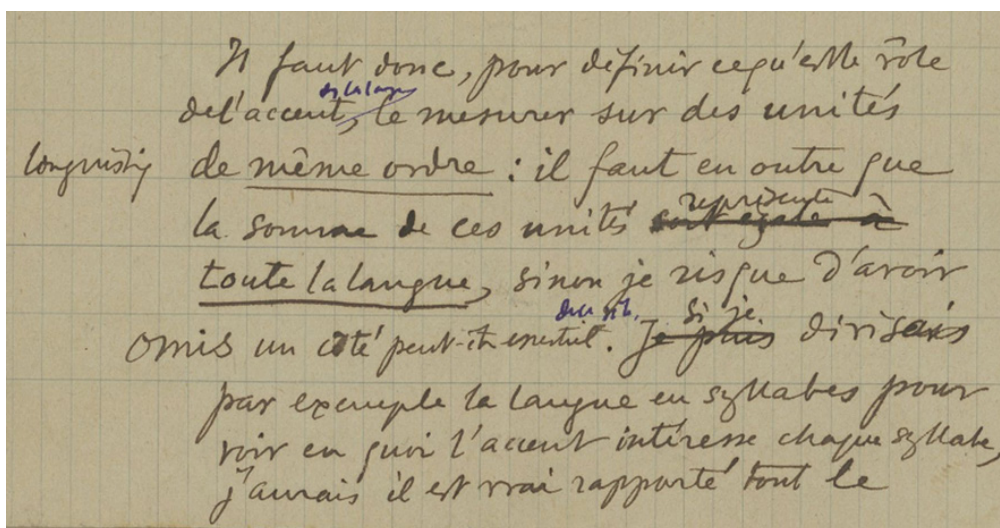 Il faut donc, pour définir ce qu'est le rôle
de l'accent, le mesurer sur des unités
de même ordre : il faut en outre que
représente
la somme de ces unités soit égale à
toute la langue, sinon je risque d'avoir
si je
omis un côté peut-êt essentiel. Je puis divisais
par exemple la langue en syllabes pour
voir en quoi l'accent intéresse chaque syllabe,
j'aurais il est vrai rapporté tout le